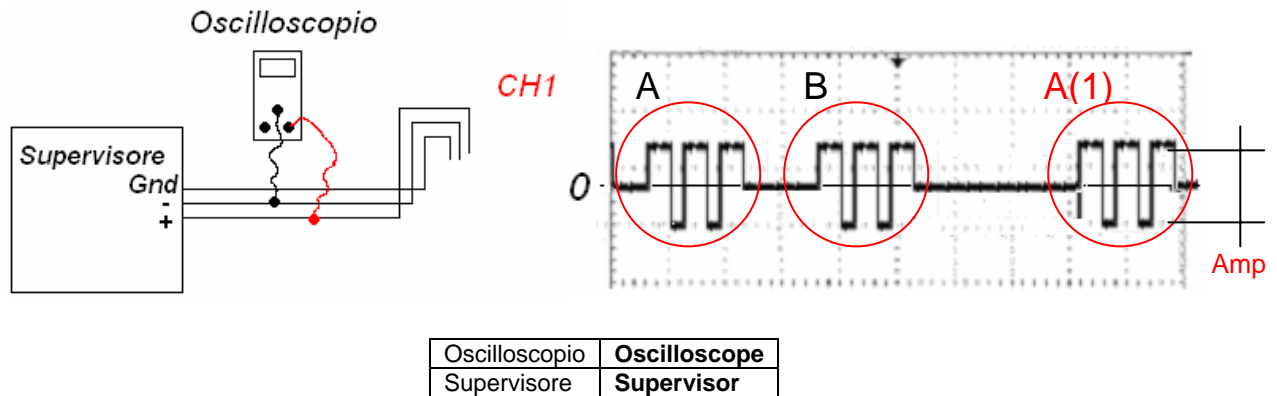 Oscilloscopio
CH1
A
B
A(1)
Supervisore
Gnd
-
+
0
Amp
Oscilloscopio Oscilloscope
Supervisore Supervisor